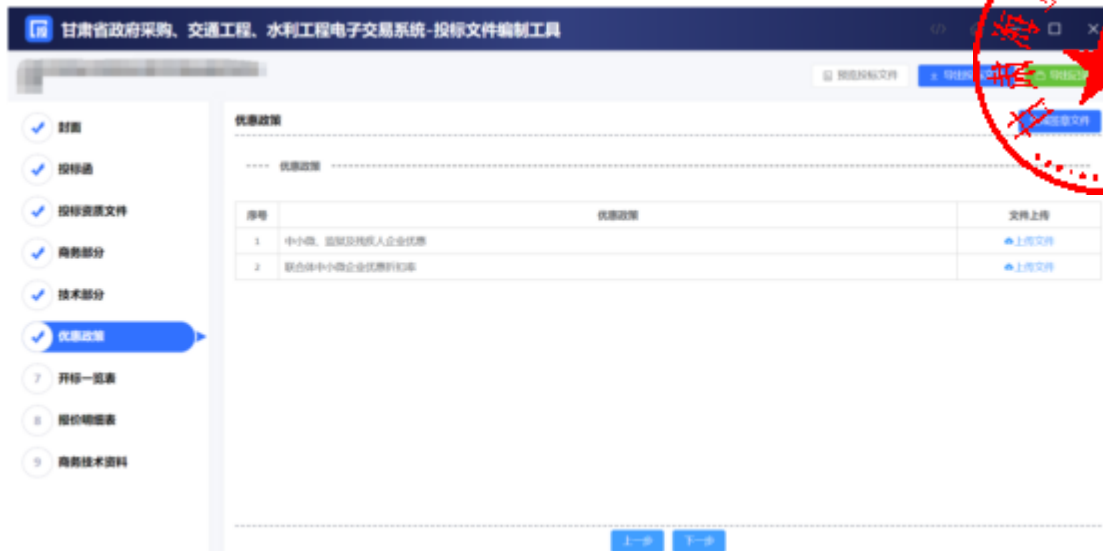 甘肃省政府采购、交通工程、水利工程电子交易系统-投标文件编制工具
预览投标文件
封面
优惠政策
投标函
优惠政策
投标资质文件
序号 优惠政策 文件上传
商务部分
1 中小微、监狱及残疾人企业优惠 上传文件
2 联合体中小微企业优惠折扣率 上传文件
技术部分
优惠政策
7 开标一览表
8 报价明细表
9 商务技术资料
上一步 下一步